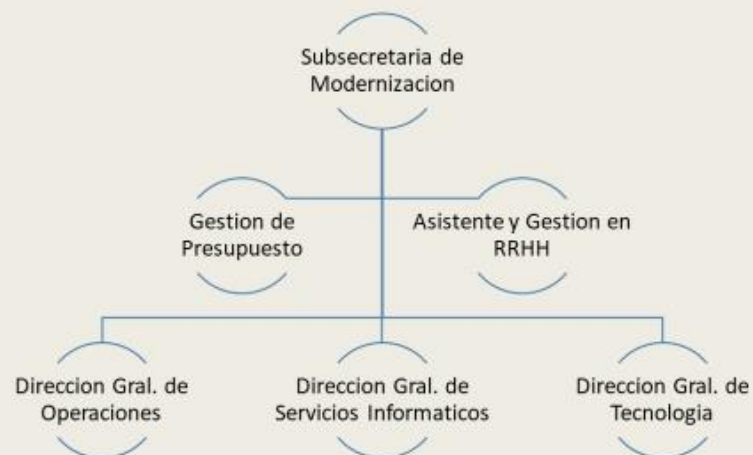 Subsecretaria de
Modernizacion
Gestion de
Presupuesto
Asistente y Gestion en
RRHH
Direccion Gral. de
Operaciones
Direccion Gral. de
Servicios Informaticos
Direccion Gral. de
Tecnologia